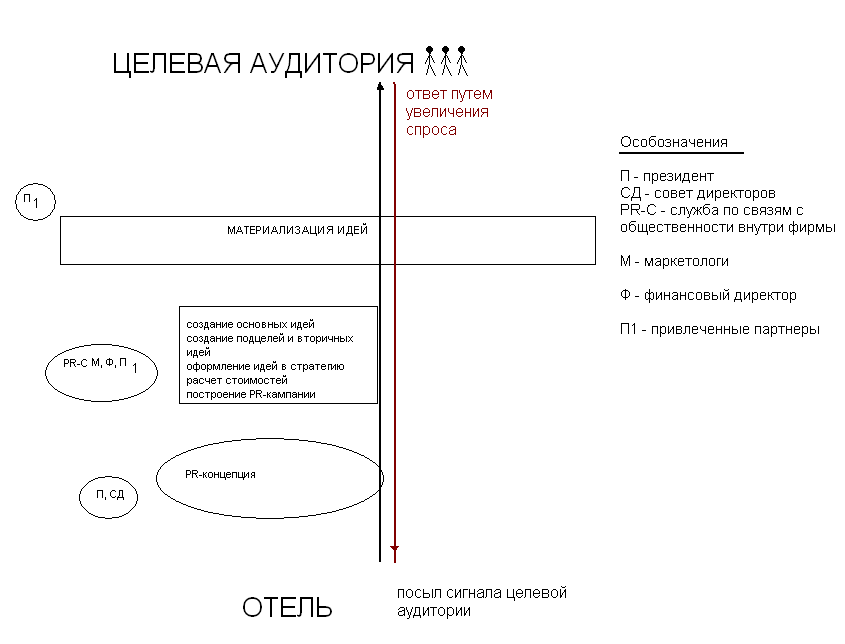 ЦЕЛЕВАЯ АУДИТОРИЯ
ответ путем
увеличения
спроса
Особозначения
П - президент
СД - совет директоров
PR-С - служба по связям с
общественности внутри фирмы
М - маркетологи
Ф - финансовый директор
П1 - привлеченные партнеры
П 1
МАТЕРИАЛИЗАЦИЯ ИДЕЙ
создание основных идей
создание подцелей и вторичных
идей
оформление идей в стратегию
расчет стоимостей
построение PR-кампании
PR-С М, Ф, П 1
PR-концепция
П, СД
ОТЕЛЬ
посыл сигнала целевой
аудитории